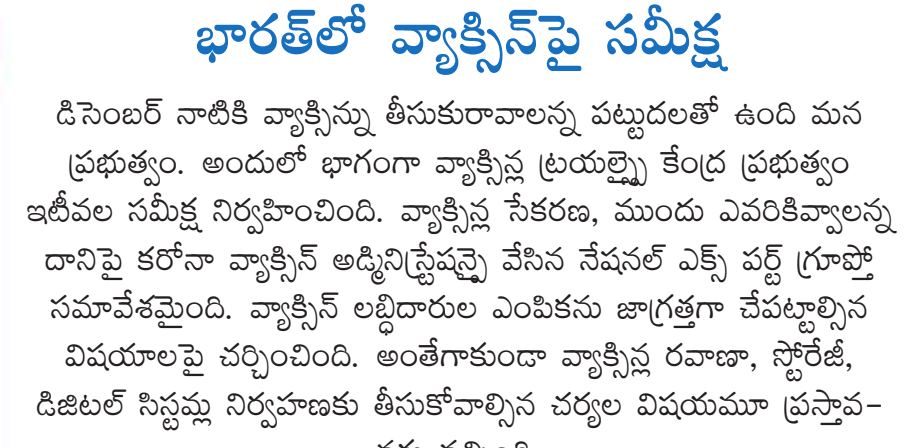 భారత్‌లో వ్యాక్సిన్‌పై సమీక్ష
డిసెంబర్ నాటికి వ్యాక్సిన్ను తీసుకురావాలన్న పట్టుదలతో ఉంది మన
ప్రభుత్వం. అందులో భాగంగా వ్యాక్సిన్ల ట్రయల్స్పై కేంద్ర ప్రభుత్వం
ఇటీవల సమీక్ష నిర్వహించింది. వ్యాక్సిన్ల సేకరణ, ముందు ఎవరికివ్వాలన్న
దానిపై కరోనా వ్యాక్సిన్ అడ్మినిస్ట్రేషన్పై వేసిన నేషనల్ ఎక్స్ పర్ట్ గ్రూప్తో
సమావేశమైంది. వ్యాక్సిన్ లబ్ధిదారుల ఎంపికను జాగ్రత్తగా చేపట్టాల్సిన
విషయాలపై చర్చించింది. అంతేగాకుండా వ్యాక్సిన్ల రవాణా, స్టోరేజీ,
డిజిటల్ సిస్టమ్ల నిర్వహణకు తీసుకోవాల్సిన చర్యల విషయమూ ప్రస్తావ-